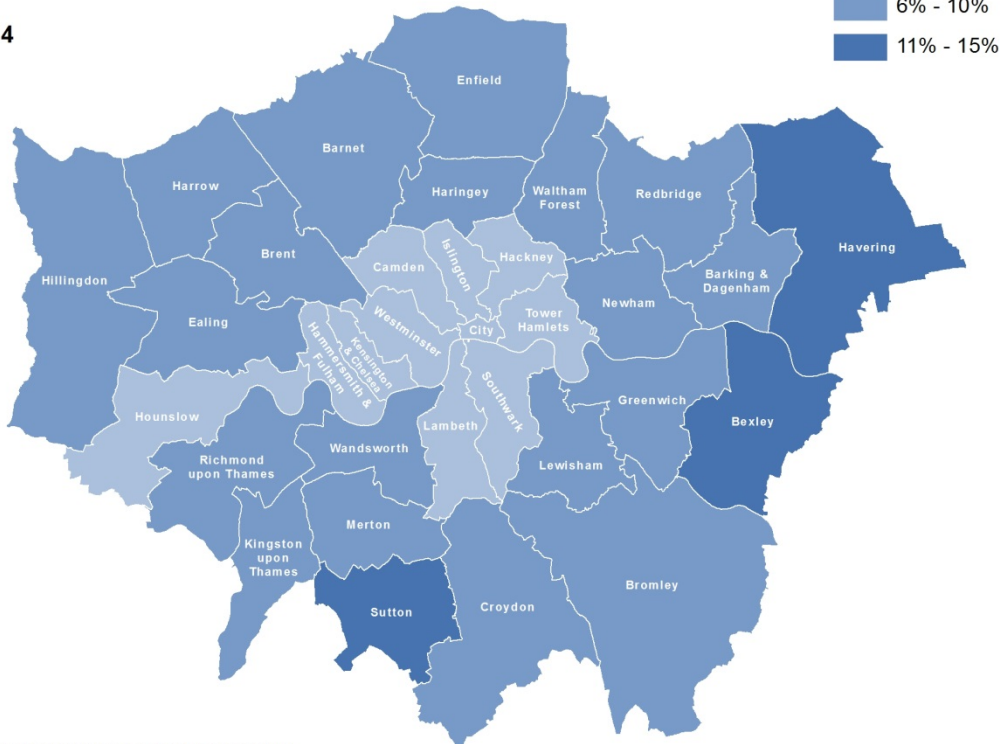 6% - 10%
4
11% - 15%
Enfield
Barnet
Harrow
Haringey
Waltham
Forest
Redbridge
Havering
Brent
Camden
Islington
Hackney
Hillingdon
Barking &
Dagenham
Newham
Ealing
Westminster
City
Tower
Hamlets
Kensington
& Chelsea
Hammersmith &
Fulham
Hounslow
Southwark
Greenwich
Lambeth
Bexley
Wandsworth
Richmond
upon Thames
Lewisham
Merton
Kingston
upon
Thames
Sutton
Croydon
Bromley